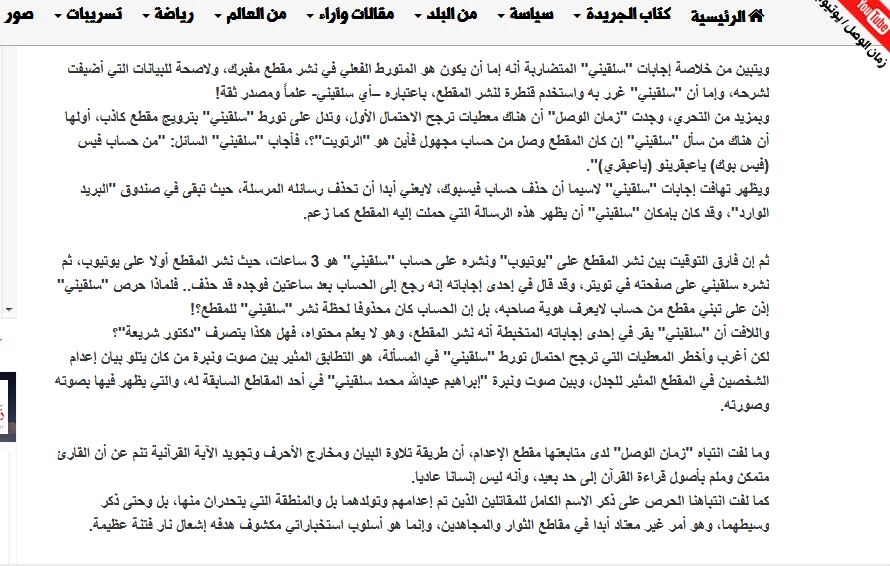 الرئيسية كتاب الجريدة سياسة من البلد مقالات وآراء من العالم رياضة تسريبات صور
You Tube
زمان الوصل / يوتيوب
ويتبين من خلاصة إجابات "سلقيني" المتضاربة أنه إما أن يكون هو المتورط الفعلي في نشر مقطع مفبرك، ولاصحة للبيانات التي أضيفت
لشرحه، وإما أن "سلقيني" غرر به واستخدم قنطرة لنشر المقطع، باعتباره –أي سلقيني- علماً ومصدر ثقة!
وبمزيد من التحري، وجدت "زمان الوصل" أن هناك معطيات ترجح الاحتمال الأول، وتدل على تورط "سلقيني" بترويج مقطع كاذب، أولها
أن هناك من سأل "سلقيني" إن كان المقطع وصل من حساب مجهول فأين هو "الرتويت"؟، فأجاب "سلقيني" السائل: "من حساب فيس
(فيس بوك) ياعبقرينو (ياعبقري)".
ويظهر تهافت إجابات "سلقيني" لاسيما أن حذف حساب فيسبوك، لايعني أبدا أن تحذف رسائله المرسلة، حيث تبقى في صندوق "البريد
الوارد"، وقد كان بإمكان "سلقيني" أن يظهر هذه الرسالة التي حملت إليه المقطع كما زعم.
ثم إن فارق التوقيت بين نشر المقطع على "يوتيوب" ونشره على حساب "سلقيني" هو 3 ساعات، حيث نشر المقطع أولا على يوتيوب، ثم
نشره سلقيني على صفحته في تويتر، وقد قال في إحدى إجاباته إنه رجع إلى الحساب بعد ساعتين فوجده قد حذف.. فلماذا حرص "سلقيني"
إذن على تبني مقطع من حساب لايعرف هوية صاحبه، بل إن الحساب كان محذوفا لحظة نشر "سلقيني" للمقطع؟!
واللافت أن "سلقيني" يقر في إحدى إجاباته المتخبطة أنه نشر المقطع، وهو لا يعلم محتواه، فهل هكذا يتصرف "دكتور شريعة"؟
لكن أغرب وأخطر المعطيات التي ترجح احتمال تورط "سلقيني" في المسألة، هو التطابق المثير بين صوت ونبرة من كان يتلو بيان إعدام
الشخصين في المقطع المثير للجدل، وبين صوت ونبرة "إبراهيم عبدالله محمد سلقيني" في أحد المقاطع السابقة له، والتي يظهر فيها بصوته
وصورته.
وما لفت انتباه "زمان الوصل" لدى متابعتها مقطع الإعدام، أن طريقة تلاوة البيان ومخارج الأحرف وتجويد الآية القرآنية تنم عن أن القارئ
متمكن وملم بأصول قراءة القرآن إلى حد بعيد، وأنه ليس إنسانا عاديا.
كما لفت انتباهنا الحرص على ذكر الاسم الكامل للمقاتلين الذين تم إعدامهم وتولدهما بل والمنطقة التي يتحدران منها، بل وحتى ذكر
وسيطهما، وهو أمر غير معتاد أبدا في مقاطع الثوار والمجاهدين، وإنما هو أسلوب استخباراتي مكشوف هدفه إشعال نار فتنة عظيمة.